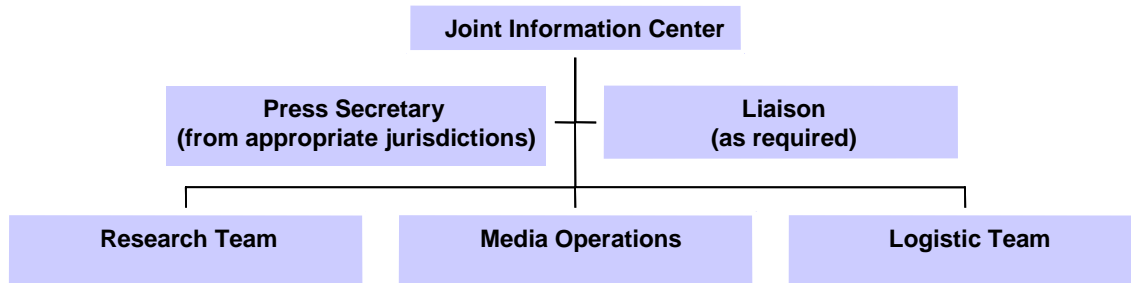 Joint Information Center
Press Secretary
(from appropriate jurisdictions)
Liaison
(as required)
Research Team
Media Operations
Logistic Team